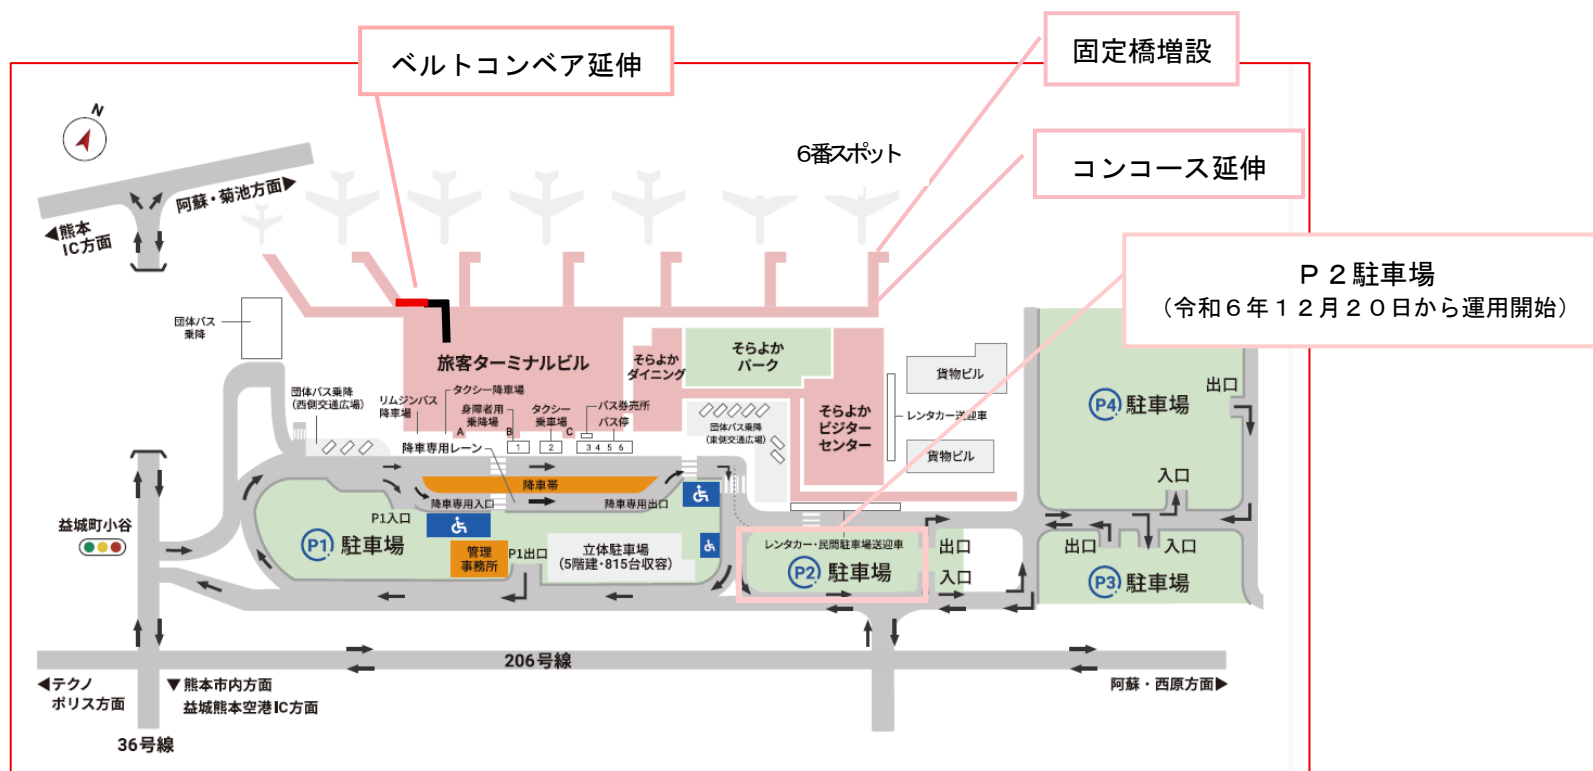 ベルトコンベア延伸
固定橋増設
N
6番スポット
コンコース延伸
阿蘇・菊池方面▶
◀熊本
IC方面
P２駐車場
（令和６年１２月２０日から運用開始）
団体バス
乗降
旅客ターミナルビル
そらよか
ダイニング
そらよか
パーク
貨物ビル
出口
P4 駐車場
団体バス乗降
（西側交通広場）
リムジンバス
降車場
タクシー降車場
身障者用
乗降場
タクシー
乗車場
バス券売所
バス停
A
B
C
1
2
3 4 5 6
団体バス乗降
（東側交通広場）
そらよか
ビジター
センター
レンタカー送迎車
貨物ビル
降車専用レーン
降車帯
降車専用入口
降車専用出口
入口
益城町小谷
P1入口
P1 駐車場
管理
事務所
P1出口
立体駐車場
（5階建・815台収容）
レンタカー・民間駐車場送迎車
P2 駐車場
出口
入口
出口
入口
P3 駐車場
206号線
◀テクノ
ポリス方面
▼熊本市内方面
益城熊本空港IC方面
阿蘇・西原方面▶
36号線